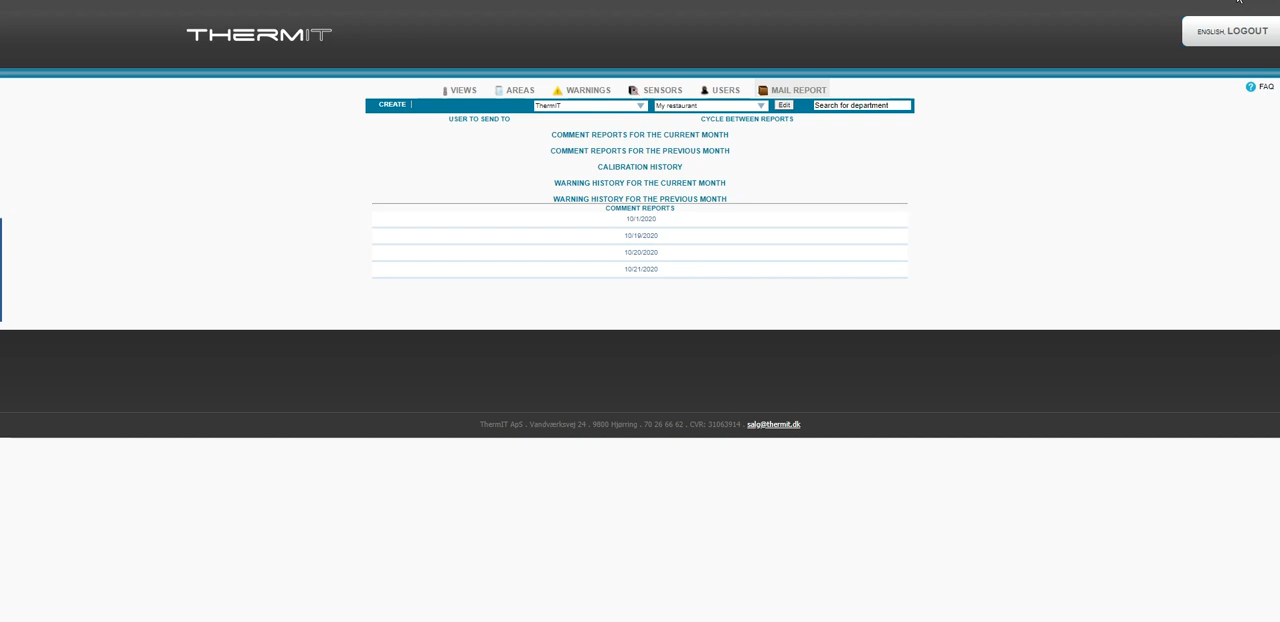 THERMIT
ENGLISH, LOGOUT
VIEWS AREAS WARNINGS SENSORS USERS MAIL REPORT
FAQ
CREATE | ThermIT My restaurant Edit Search for department
USER TO SEND TO CYCLE BETWEEN REPORTS
COMMENT REPORTS FOR THE CURRENT MONTH
COMMENT REPORTS FOR THE PREVIOUS MONTH
CALIBRATION HISTORY
WARNING HISTORY FOR THE CURRENT MONTH
WARNING HISTORY FOR THE PREVIOUS MONTH
COMMENT REPORTS
10/1/2020
10/19/2020
10/20/2020
10/21/2020
ThermIT ApS . Vandværksvej 24 . 9800 Hjørring . 70 26 66 62 . CVR: 31063914 . salg@thermit.dk